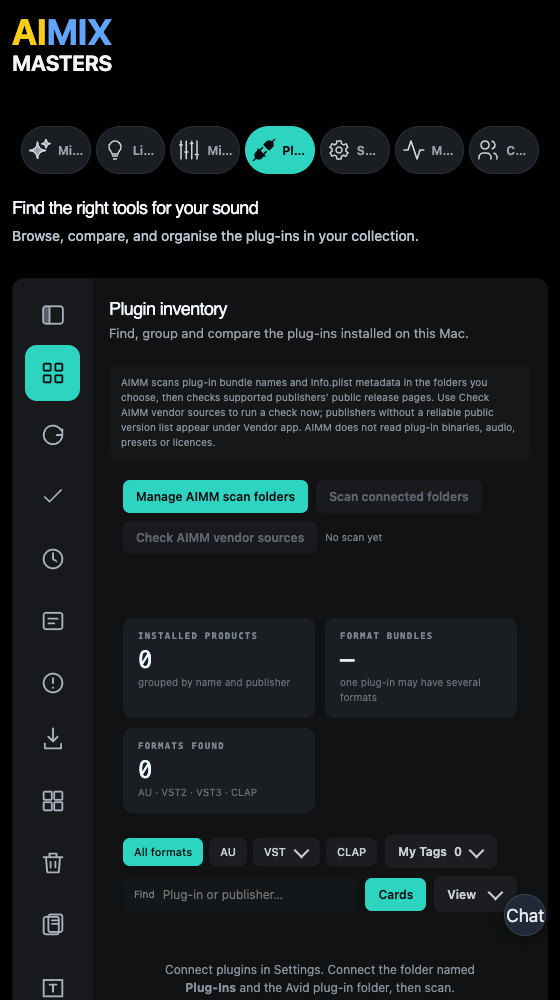 AIMIX
MASTERS
Mi...
Li...
Mi...
Pl...
S...
M...
C...
Find the right tools for your sound
Browse, compare, and organise the plug-ins in your collection.
Plugin inventory
Find, group and compare the plug-ins installed on this Mac.
AIMM scans plug-in bundle names and Info.plist metadata in the folders you
choose, then checks supported publishers' public release pages. Use Check
AIMM vendor sources to run a check now; publishers without a reliable public
version list appear under Vendor app. AIMM does not read plug-in binaries, audio,
presets or licences.
Manage AIMM scan folders
Scan connected folders
Check AIMM vendor sources
No scan yet
INSTALLED PRODUCTS
0
grouped by name and publisher
FORMAT BUNDLES
—
one plug-in may have several
formats
FORMATS FOUND
0
AU · VST2 · VST3 · CLAP
All formats
AU
VST
CLAP
My Tags 0
Find
Plug-in or publisher...
Cards
View
Chat
Connect plugins in Settings. Connect the folder named
Plug-Ins and the Avid plug-in folder, then scan.